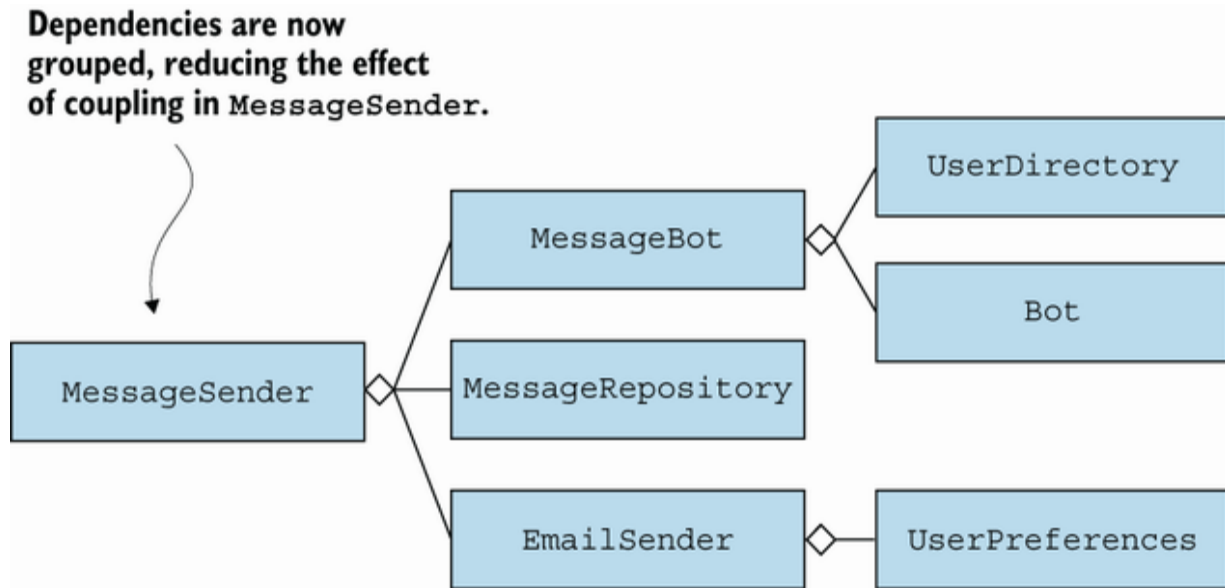 Dependencies are now
grouped, reducing the effect
of coupling in MessageSender.
UserDirectory
MessageBot
Bot
MessageSender
MessageRepository
EmailSender
UserPreferences